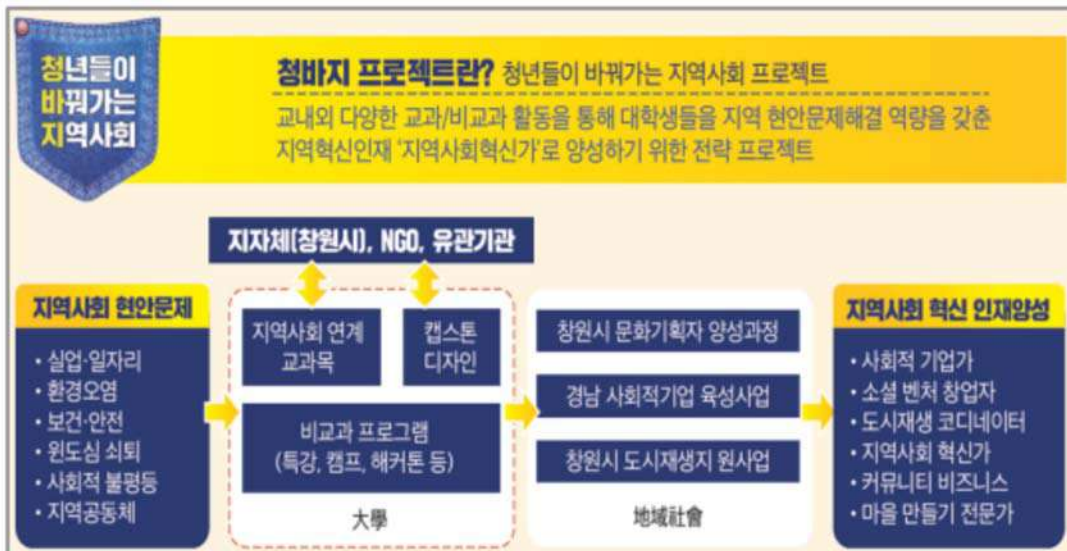 청년들이
바꿔가는
지역사회
청바지 프로젝트란? 청년들이 바꿔가는 지역사회 프로젝트
교내외 다양한 교과/비교과 활동을 통해 대학생들을 지역 현안문제해결 역량을 갖춘
지역혁신인재 '지역사회혁신가'로 양성하기 위한 전략 프로젝트
지자체(창원시), NGO, 유관기관
지역사회 현안문제
• 실업·일자리
• 환경오염
• 보건·안전
• 윈도심 쇠퇴
• 사회적 불평등
• 지역공동체
지역사회 연계
교과목
캡스톤
디자인
비교과 프로그램
(특강, 캠프, 해커톤 등)
大學
창원시 문화기획자 양성과정
경남 사회적기업 육성사업
창원시 도시재생지 원사업
地域社會
지역사회 혁신 인재양성
• 사회적 기업가
• 소셜 벤처 창업자
• 도시재생 코디네이터
• 지역사회 혁신가
• 커뮤니티 비즈니스
• 마을 만들기 전문가